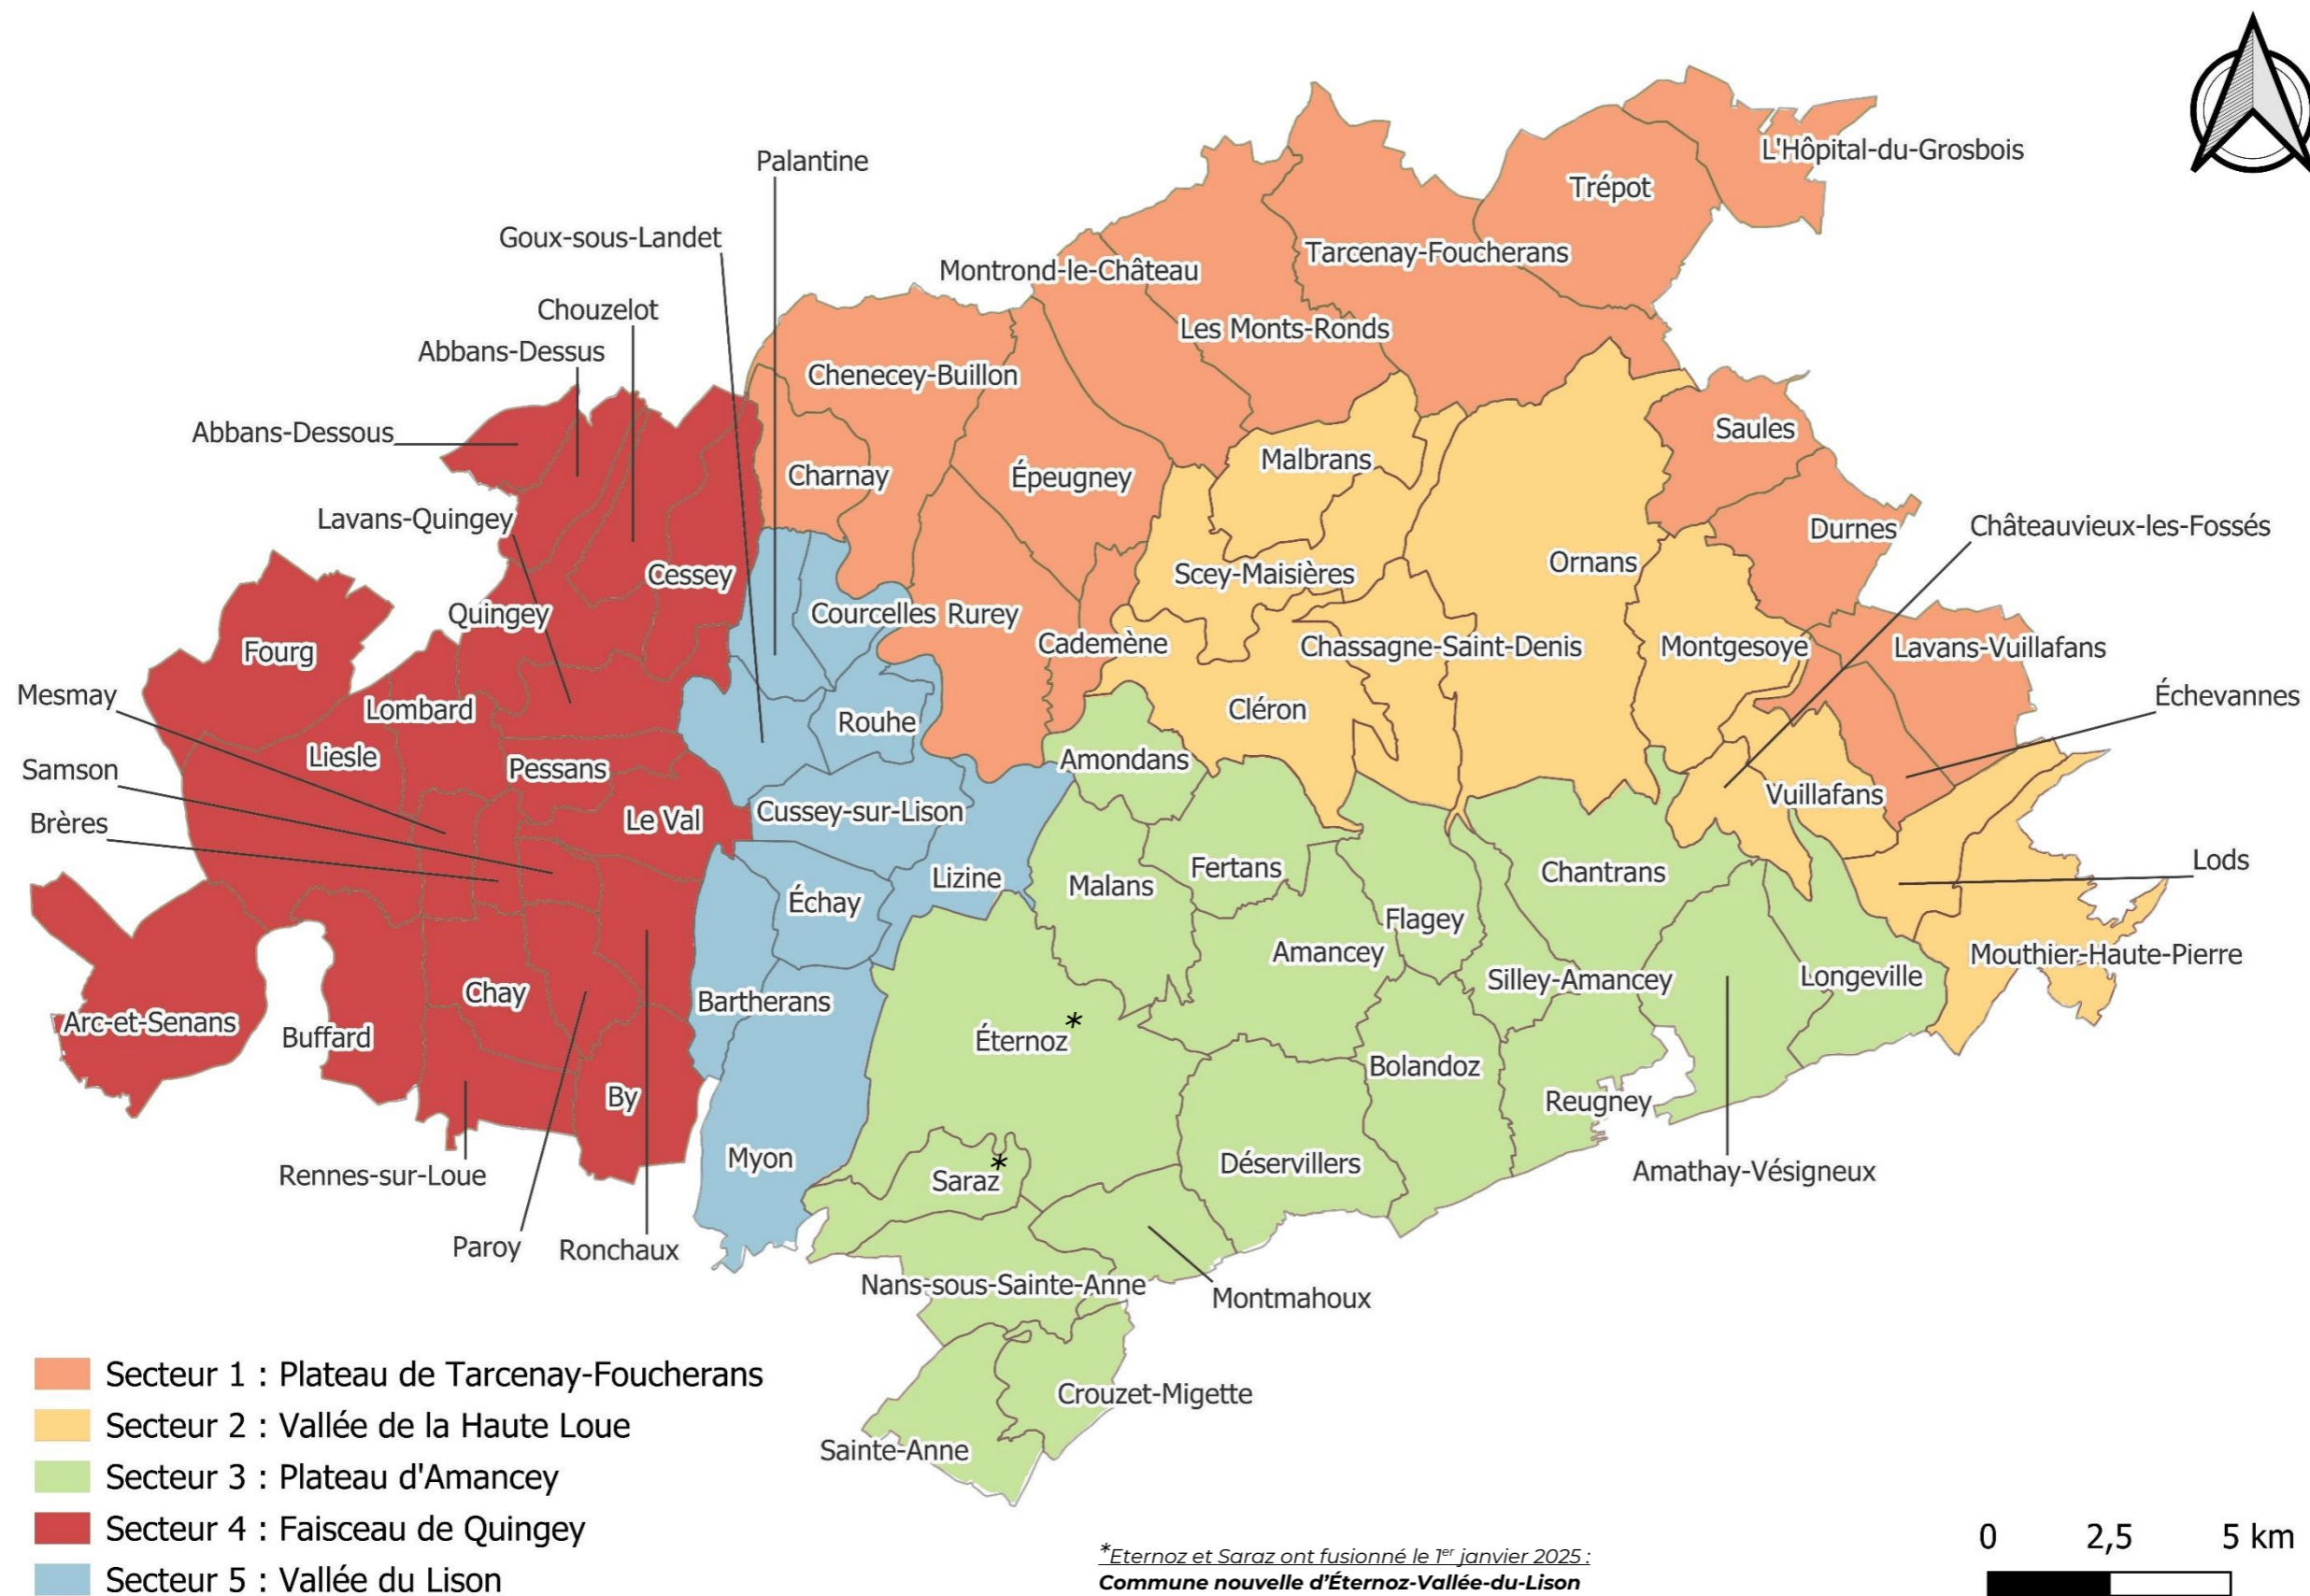 L'Hôpital-du-Grosbois
Palantine
Trépot
Goux-sous-Landet
Tarcenay-Foucherans
Montrond-le-Château
Chouzelot
Les Monts-Ronds
Abbans-Dessus
Chenecey-Buillon
Abbans-Dessous
Saules
Malbrans
Charnay
Épeugney
Lavans-Quingey
Durnes
Châteauvieux-les-Fossés
Ornans
Cessey
Scey-Maisières
Quingey
Courcelles
Rurey
Cademène
Chassagne-Saint-Denis
Montgesoye
Lavans-Vuillafans
Fourg
Mesmay
Échevannes
Lombard
Cléron
Rouhe
Liesle
Amondans
Samson
Pessans
Vuillafans
Cussey-sur-Lison
Le Val
Brères
Lods
Fertans
Chantrans
Lizine
Malans
Échay
Flagey
Amancey
Mouthier-Haute-Pierre
Longeville
Silley-Amancey
Chay
Bartherans
Arc-et-Senans
Éternoz*
Buffard
Bolandoz
By
Reugney
Myon
Déservillers
Amathay-Vésigneux
Rennes-sur-Loue
Saraz*
Paroy
Ronchaux
Nans-sous-Sainte-Anne
Montmahoux
Crouzet-Migette
Sainte-Anne
Secteur 1 : Plateau de Tarcenay-Foucherans
Secteur 2 : Vallée de la Haute Loue
Secteur 3 : Plateau d'Amancey
Secteur 4 : Faisceau de Quingey
Secteur 5 : Vallée du Lison
*Eternoz et Saraz ont fusionné le 1er janvier 2025 :
Commune nouvelle d'Éternoz-Vallée-du-Lison
0 2,5 5 km